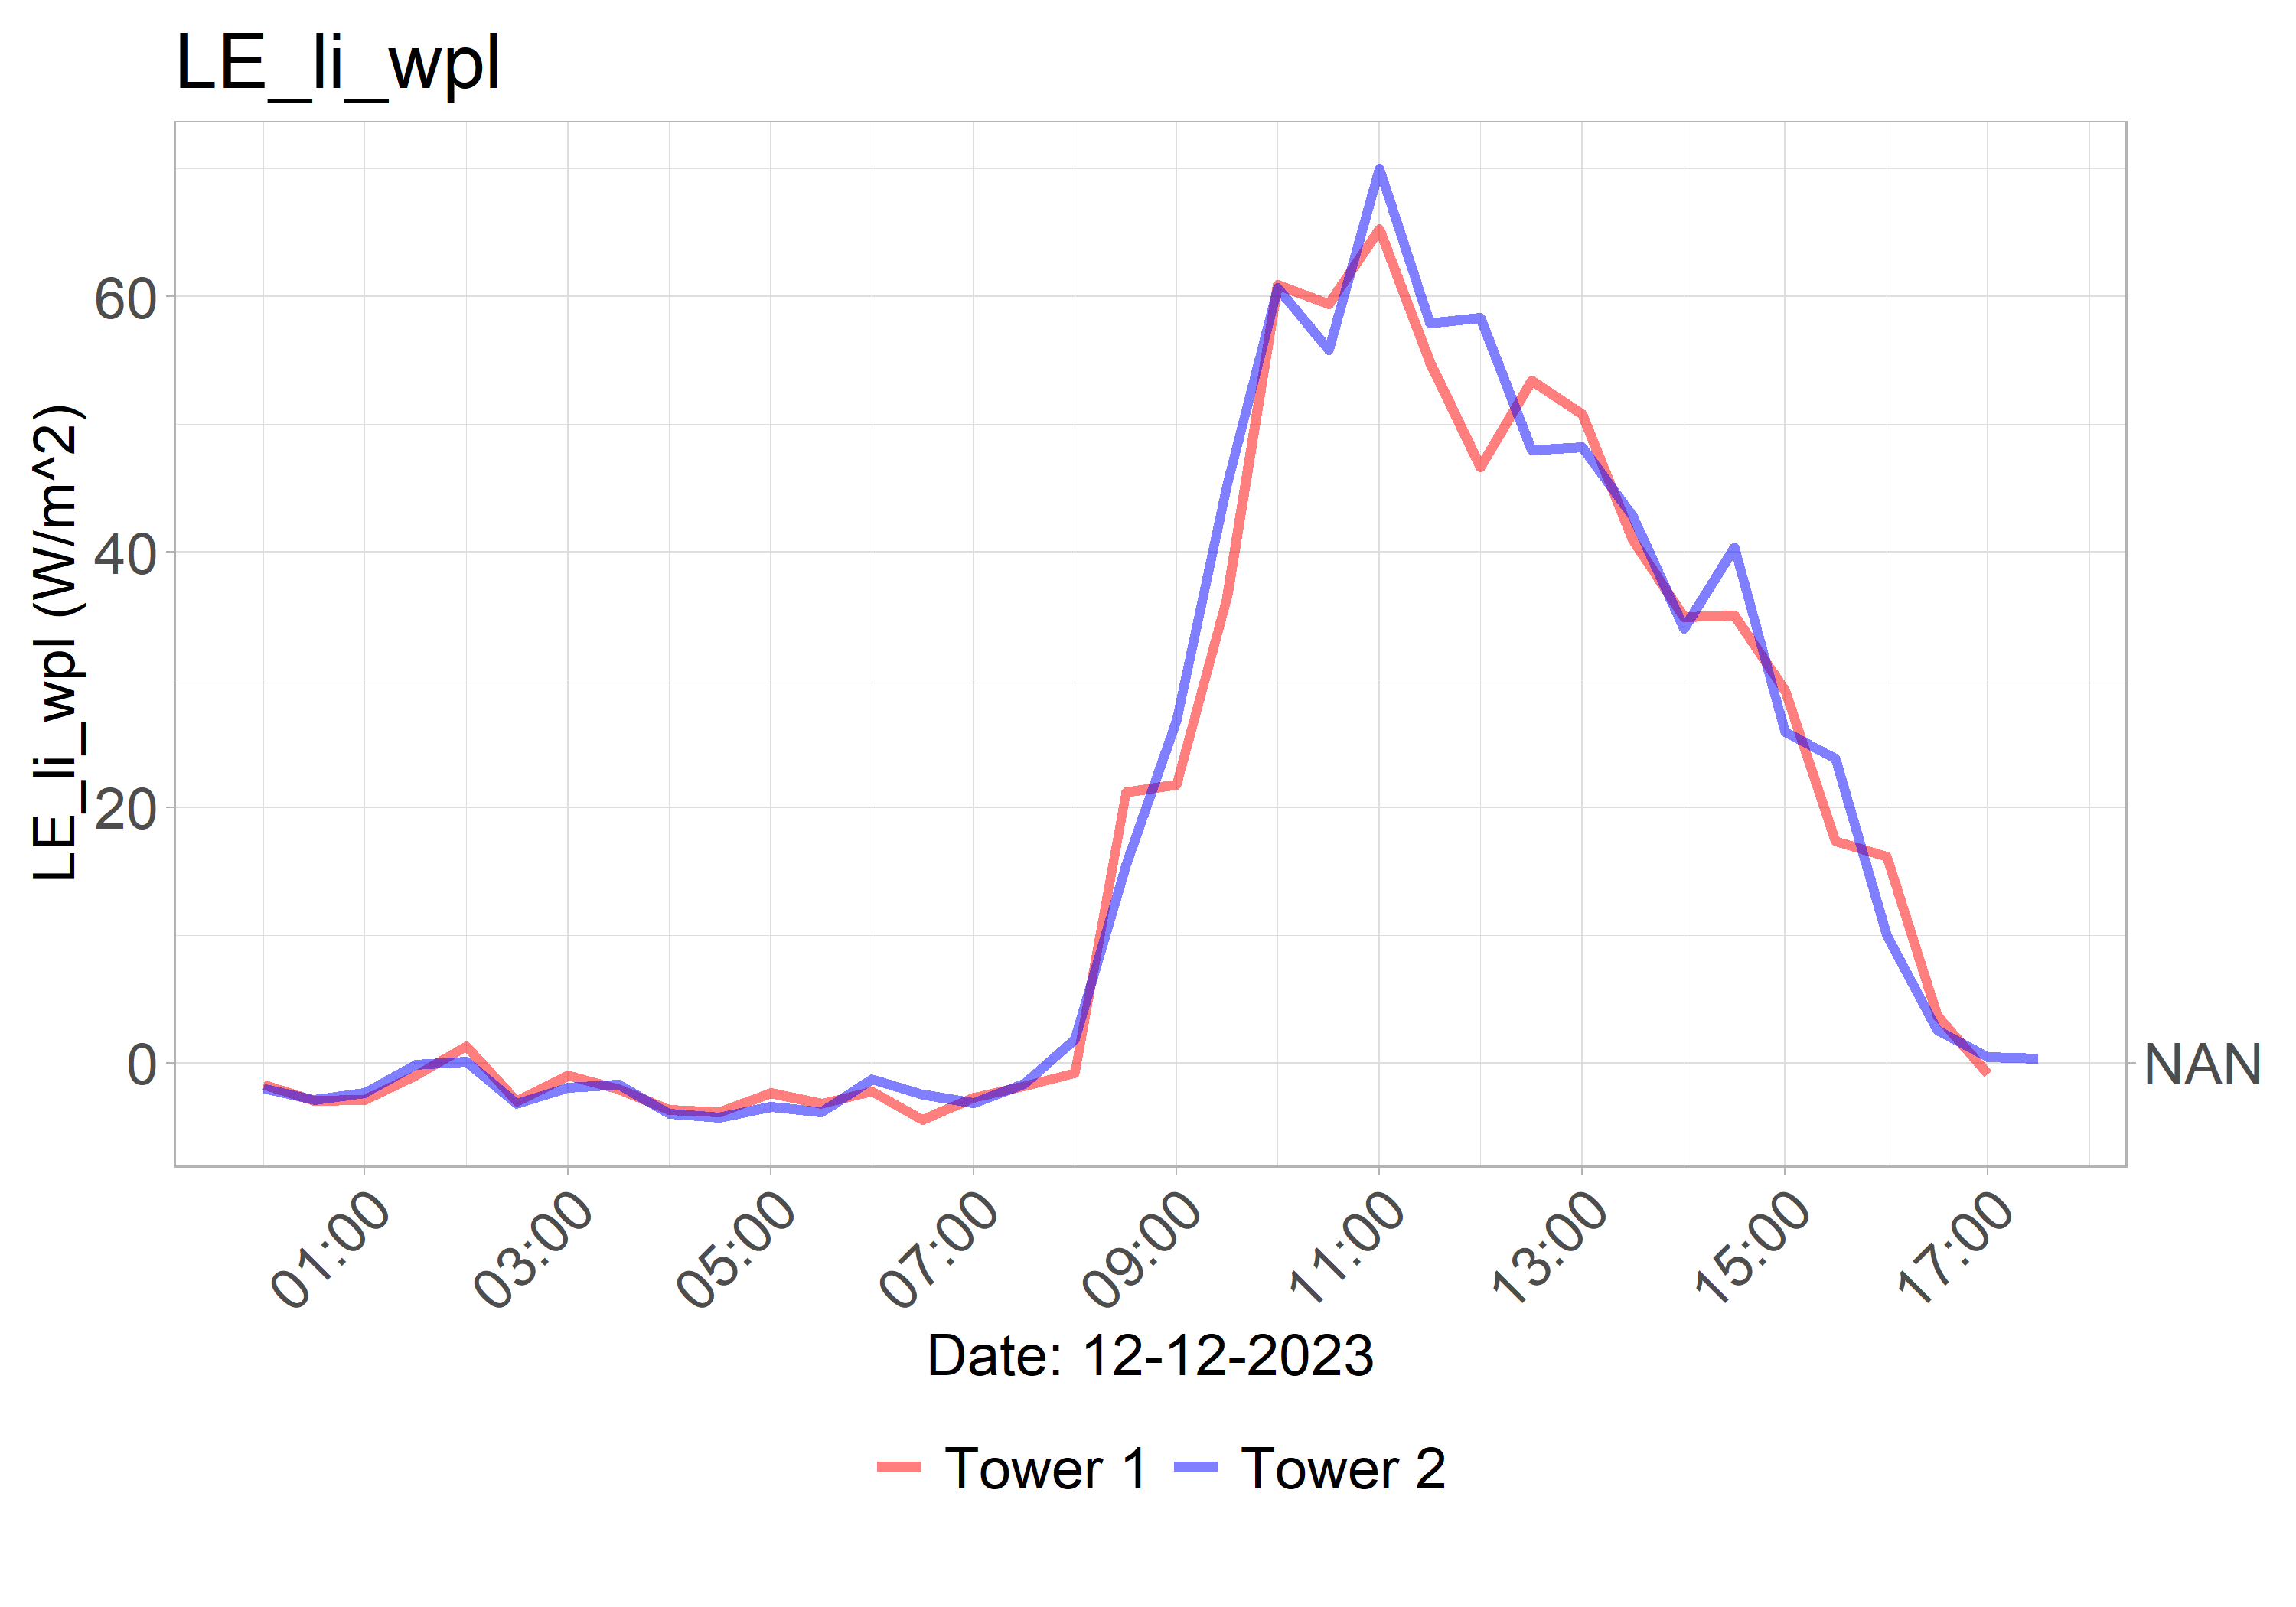 LE_li_wpl
LE_li_wpl (W/m^2)
60
40
20
0
NAN
01:00 03:00 05:00 07:00 09:00 11:00 13:00 15:00 17:00
Date: 12-12-2023
Tower 1 Tower 2